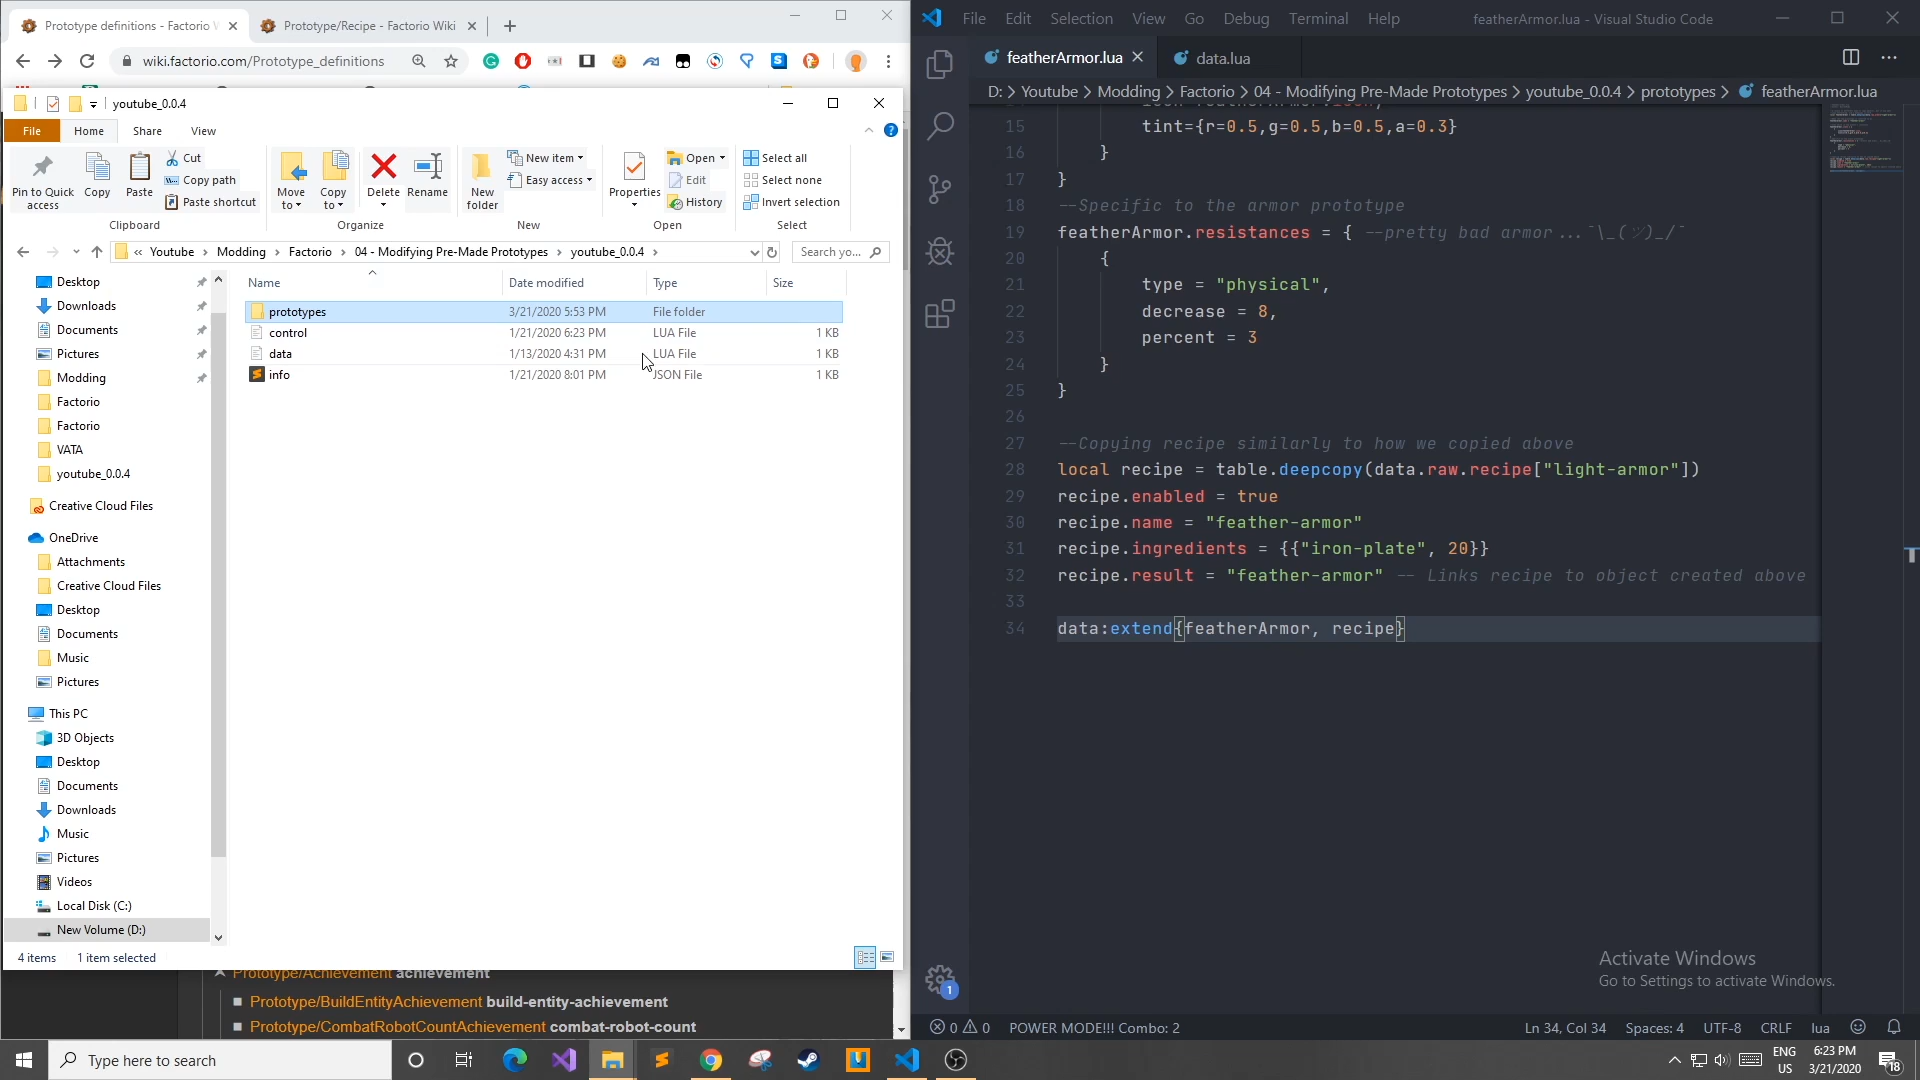 Prototype definitions - Factorio W
Prototype/Recipe - Factorio Wiki
wiki.factorio.com/Prototype_definitions
youtube_0.0.4
File
Home
Share
View
Pin to Quick access
Copy
Paste
Cut
Copy path
Paste shortcut
Clipboard
Move to
Copy to
Delete
Rename
Organize
New folder
New item
Easy access
New
Properties
Open
Edit
History
Open
Select all
Select none
Invert selection
Select
« Youtube > Modding > Factorio > 04 - Modifying Pre-Made Prototypes > youtube_0.0.4 >
Search yo...
Name Date modified Type Size
prototypes 3/21/2020 5:53 PM File folder
control 1/21/2020 6:23 PM LUA File 1 KB
data 1/13/2020 4:31 PM LUA File 1 KB
info 1/21/2020 8:01 PM JSON File 1 KB
Desktop
Downloads
Documents
Pictures
Modding
Factorio
Factorio
VATA
youtube_0.0.4
Creative Cloud Files
OneDrive
Attachments
Creative Cloud Files
Desktop
Documents
Music
Pictures
This PC
3D Objects
Desktop
Documents
Downloads
Music
Pictures
Videos
Local Disk (C:)
New Volume (D:)
4 items 1 item selected
Prototype/Achievement achievement
Prototype/BuildEntityAchievement build-entity-achievement
Prototype/CombatRobotCountAchievement combat-robot-count
File Edit Selection View Go Debug Terminal Help
featherArmor.lua - Visual Studio Code
featherArmor.lua
data.lua
D: > Youtube > Modding > Factorio > 04 - Modifying Pre-Made Prototypes > youtube_0.0.4 > prototypes > featherArmor.lua
15 tint={r=0.5,g=0.5,b=0.5,a=0.3}
16 }
17 }
18 --Specific to the armor prototype
19 featherArmor.resistances = { --pretty bad armor...¯\_(ツ)_/¯
20 {
21 type = "physical",
22 decrease = 8,
23 percent = 3
24 }
25 }
26
27 --Copying recipe similarly to how we copied above
28 local recipe = table.deepcopy(data.raw.recipe["light-armor"])
29 recipe.enabled = true
30 recipe.name = "feather-armor"
31 recipe.ingredients = {{"iron-plate", 20}}
32 recipe.result = "feather-armor" -- Links recipe to object created above
33
34 data:extend{featherArmor, recipe}
Activate Windows
Go to Settings to activate Windows.
1
0 0 POWER MODE!!! Combo: 2
Ln 34, Col 34 Spaces: 4 UTF-8 CRLF lua
Type here to search
ENG
US
6:23 PM
3/21/2020
18